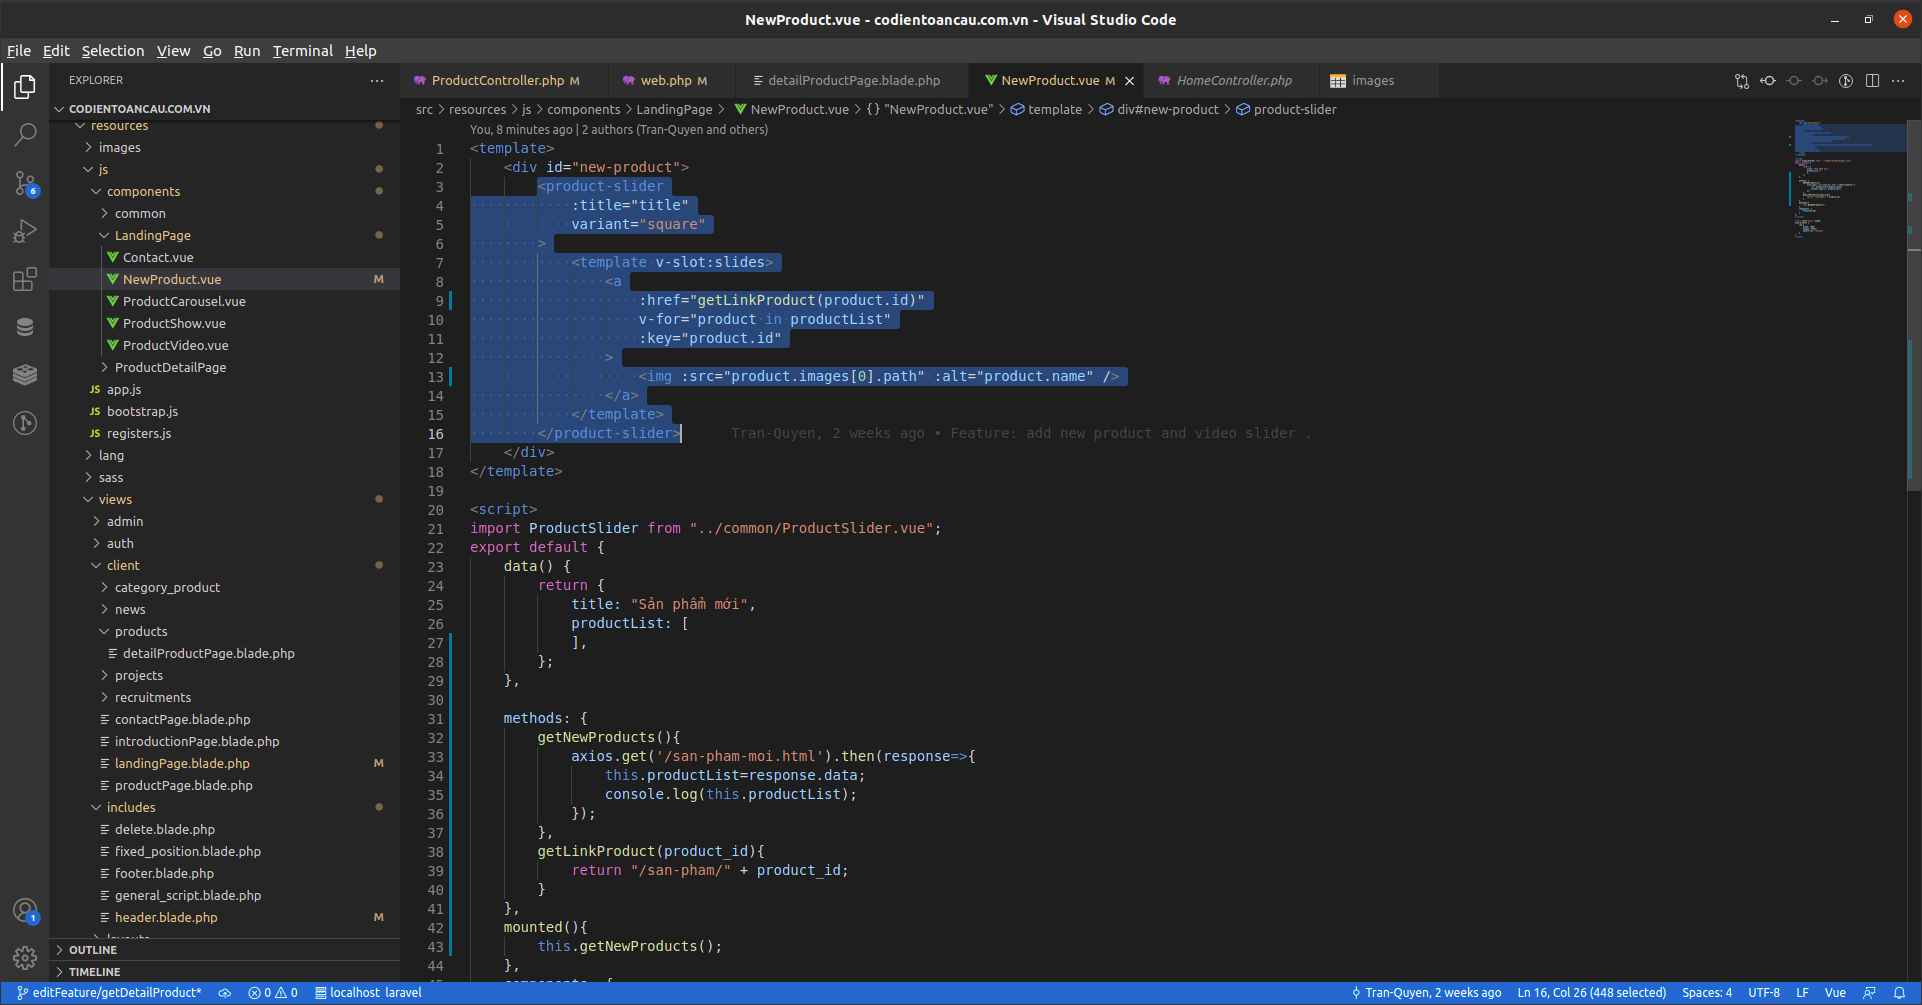 NewProduct.vue - codientoancau.com.vn - Visual Studio Code
File Edit Selection View Go Run Terminal Help
EXPLORER
CODIENTOANCAU.COM.VN
resources
images
js
components
common
LandingPage
Contact.vue
NewProduct.vue M
ProductCarousel.vue
ProductShow.vue
ProductVideo.vue
ProductDetailPage
JS app.js
JS bootstrap.js
JS registers.js
lang
sass
views
admin
auth
client
category_product
news
products
detailProductPage.blade.php
projects
recruitments
contactPage.blade.php
introductionPage.blade.php
landingPage.blade.php M
productPage.blade.php
includes
delete.blade.php
fixed_position.blade.php
footer.blade.php
general_script.blade.php
header.blade.php M
OUTLINE
TIMELINE
6
1
ProductController.php M web.php M detailProductPage.blade.php NewProduct.vue M HomeController.php images
src > resources > js > components > LandingPage > NewProduct.vue > {} "NewProduct.vue" > template > div#new-product > product-slider
You, 8 minutes ago | 2 authors (Tran-Quyen and others)
1 <template>
2 <div id="new-product">
3 <product-slider
4 :title="title"
5 variant="square"
6 >
7 <template v-slot:slides>
8 <a
9 :href="getLinkProduct(product.id)"
10 v-for="product in productList"
11 :key="product.id"
12 >
13 <img :src="product.images[0].path" :alt="product.name" />
14 </a>
15 </template>
16 </product-slider> Tran-Quyen, 2 weeks ago • Feature: add new product and video slider .
17 </div>
18 </template>
19
20 <script>
21 import ProductSlider from "../common/ProductSlider.vue";
22 export default {
23 data() {
24 return {
25 title: "Sản phẩm mới",
26 productList: [
27 ],
28 };
29 },
30
31 methods: {
32 getNewProducts(){
33 axios.get('/san-pham-moi.html').then(response=>{
34 this.productList=response.data;
35 console.log(this.productList);
36 });
37 },
38 getLinkProduct(product_id){
39 return "/san-pham/" + product_id;
40 }
41 },
42 mounted(){
43 this.getNewProducts();
44 },
editFeature/getDetailProduct* 0 0 localhost laravel Tran-Quyen, 2 weeks ago Ln 16, Col 26 (448 selected) Spaces: 4 UTF-8 LF Vue